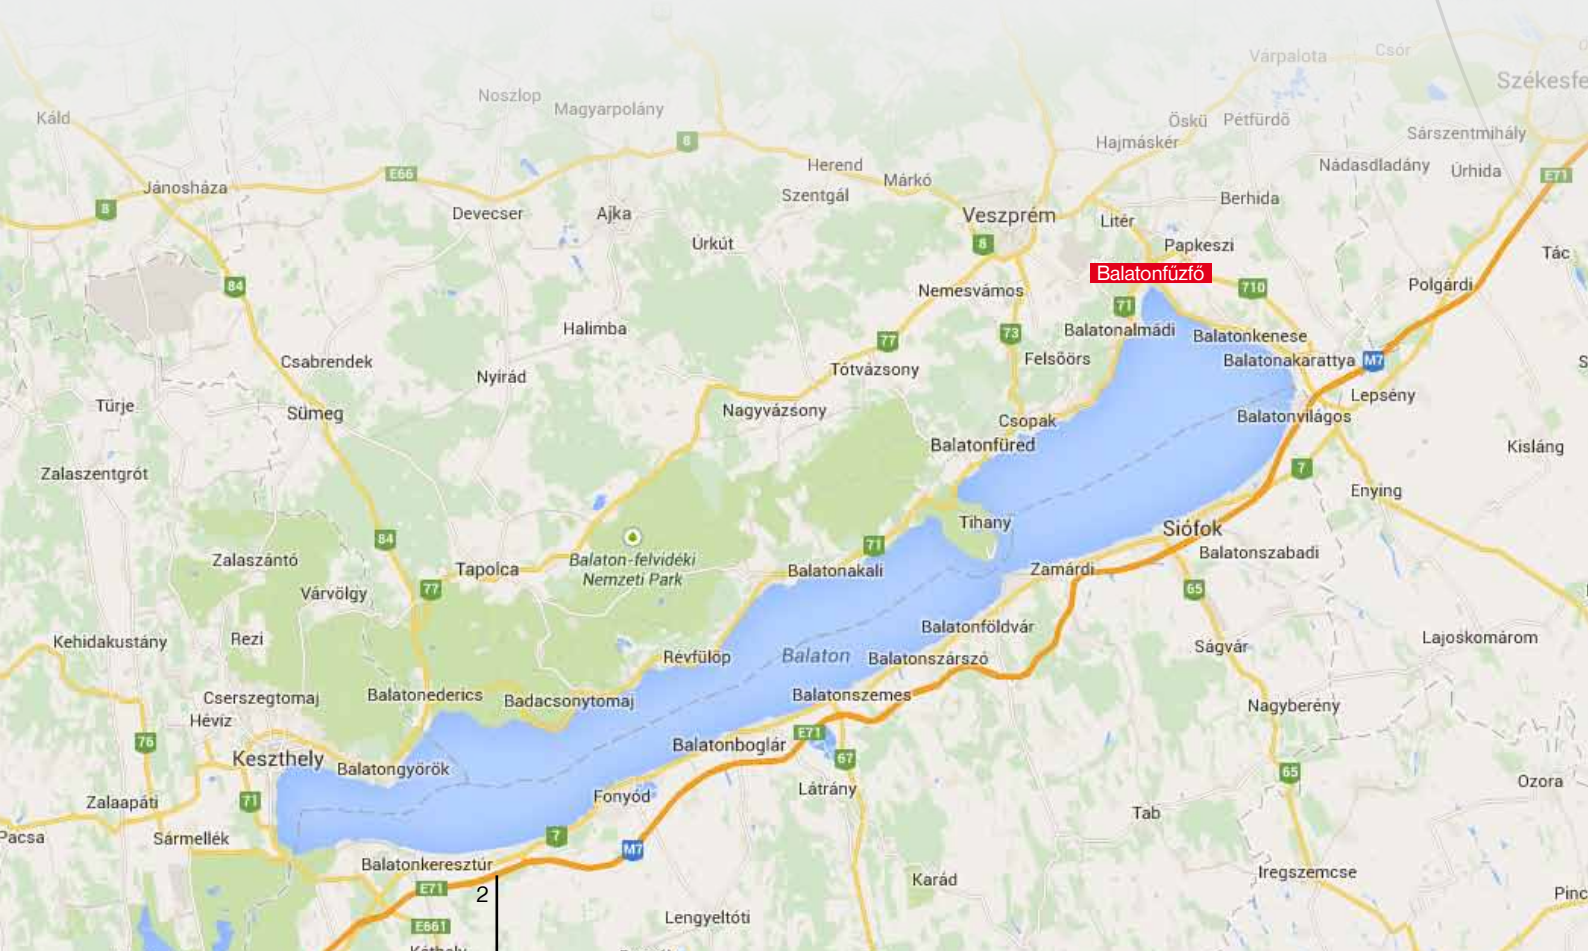 Várpalota
Csór
Székesfe
Noszlop
Magyarpolány
Káld
Öskü
Pétfürdő
Hajmáskér
Sárszentmihály
8
Herend
Márkó
Szentgál
Nádasdladány
Úrhida
E71
E66
Jánosháza
8
Devecser
Ajka
Veszprém
Litér
Berhida
Úrkút
8
Papkeszi
Tác
Balatonfűzfő
84
Nemesvámos
710
Polgárdi
71
Halimba
77
73
Balatonalmádi
Balatonkenese
Csabrendek
Nyirád
Tótvázsony
Felsőörs
Balatonakarattya
M7
S
Türje
Sümeg
Nagyvázsony
Csopak
Balatonvilágos
Lepsény
Balatonfüred
Kisláng
Zalaszentgrót
7
Enying
Tihany
Siófok
84
71
Balatonszabadi
Zalaszántó
Tapolca
Balaton-felvidéki
Nemzeti Park
Balatonakali
Zamárdi
77
65
Várvölgy
Kehidakustány
Rezi
Balatonföldvár
Ságvár
Lajoskomárom
Révfülöp
Balaton
Balatonszárszó
Cserszegtomaj
Balatonederics
Badacsonytomaj
Balatonszemes
Nagyberény
Hévíz
76
E71
Keszthely
Balatongyörök
Balatonboglár
67
65
Zalaapáti
71
Fonyód
Látrány
Ozora
Tab
Pacsa
Sármellék
7
M7
Balatonkeresztúr
Iregszemcse
E71
2
Karád
Pinc
E661
Lengyeltóti